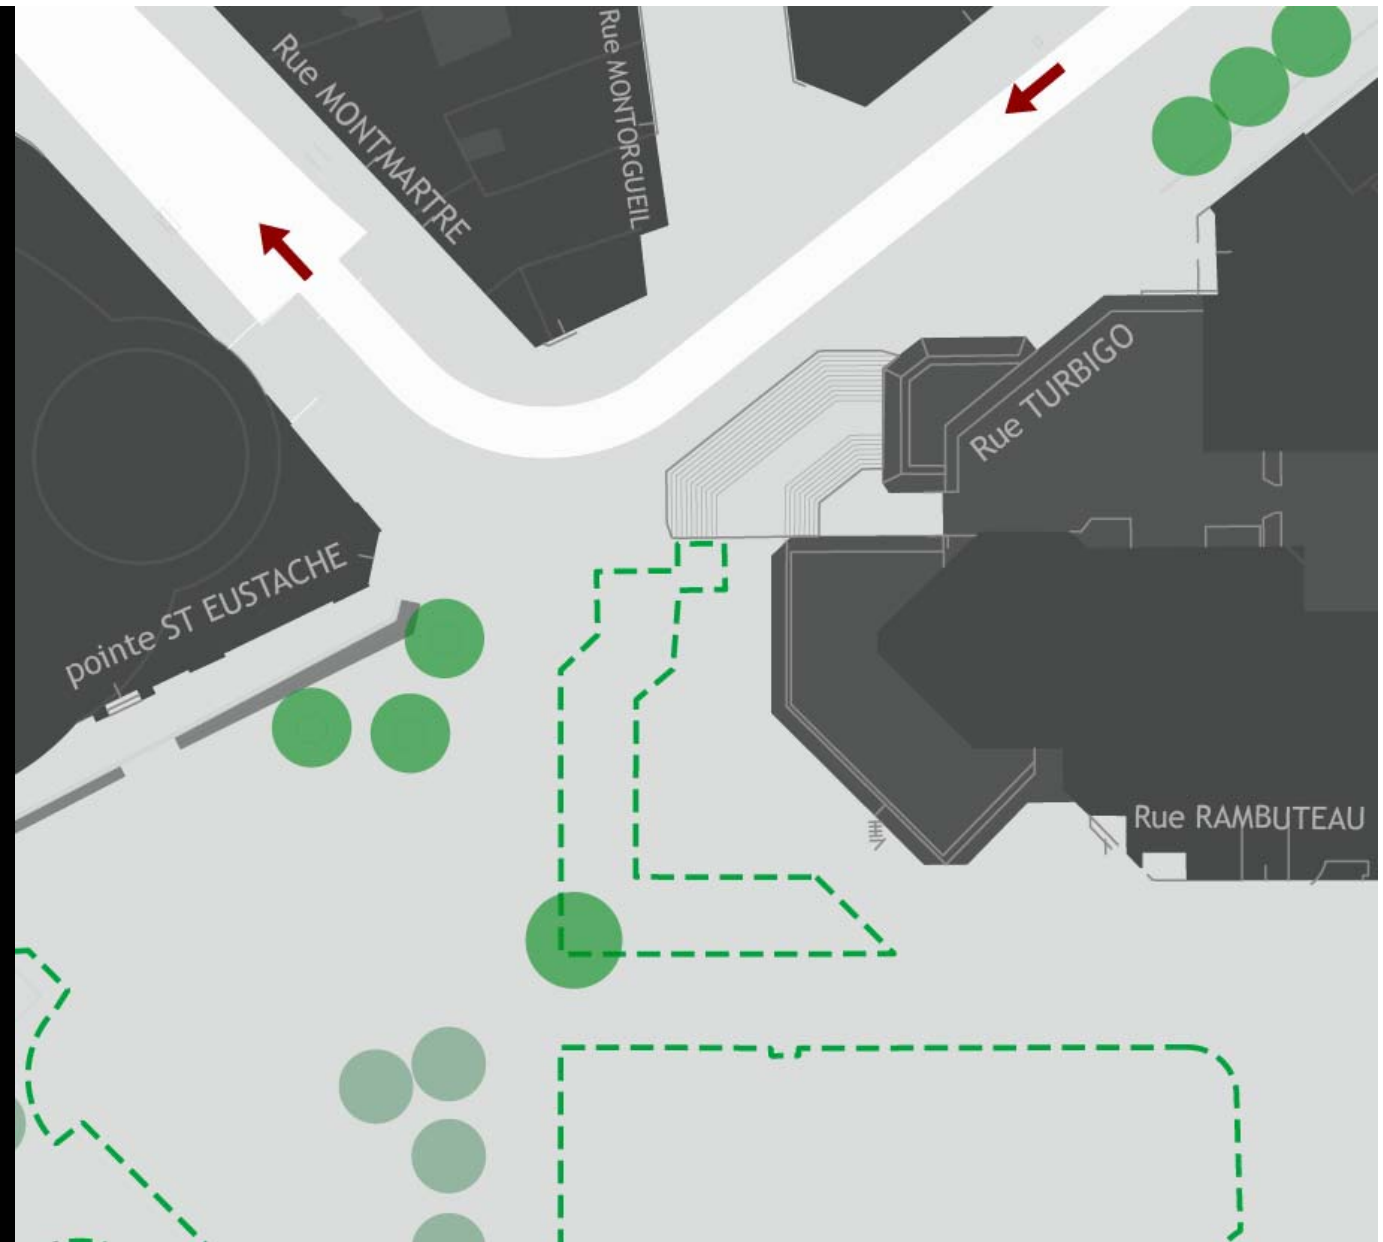 Rue MONTMARTRE
Rue MONTORGUEIL
Rue TURBIGO
pointe ST EUSTACHE
Rue RAMBUTEAU